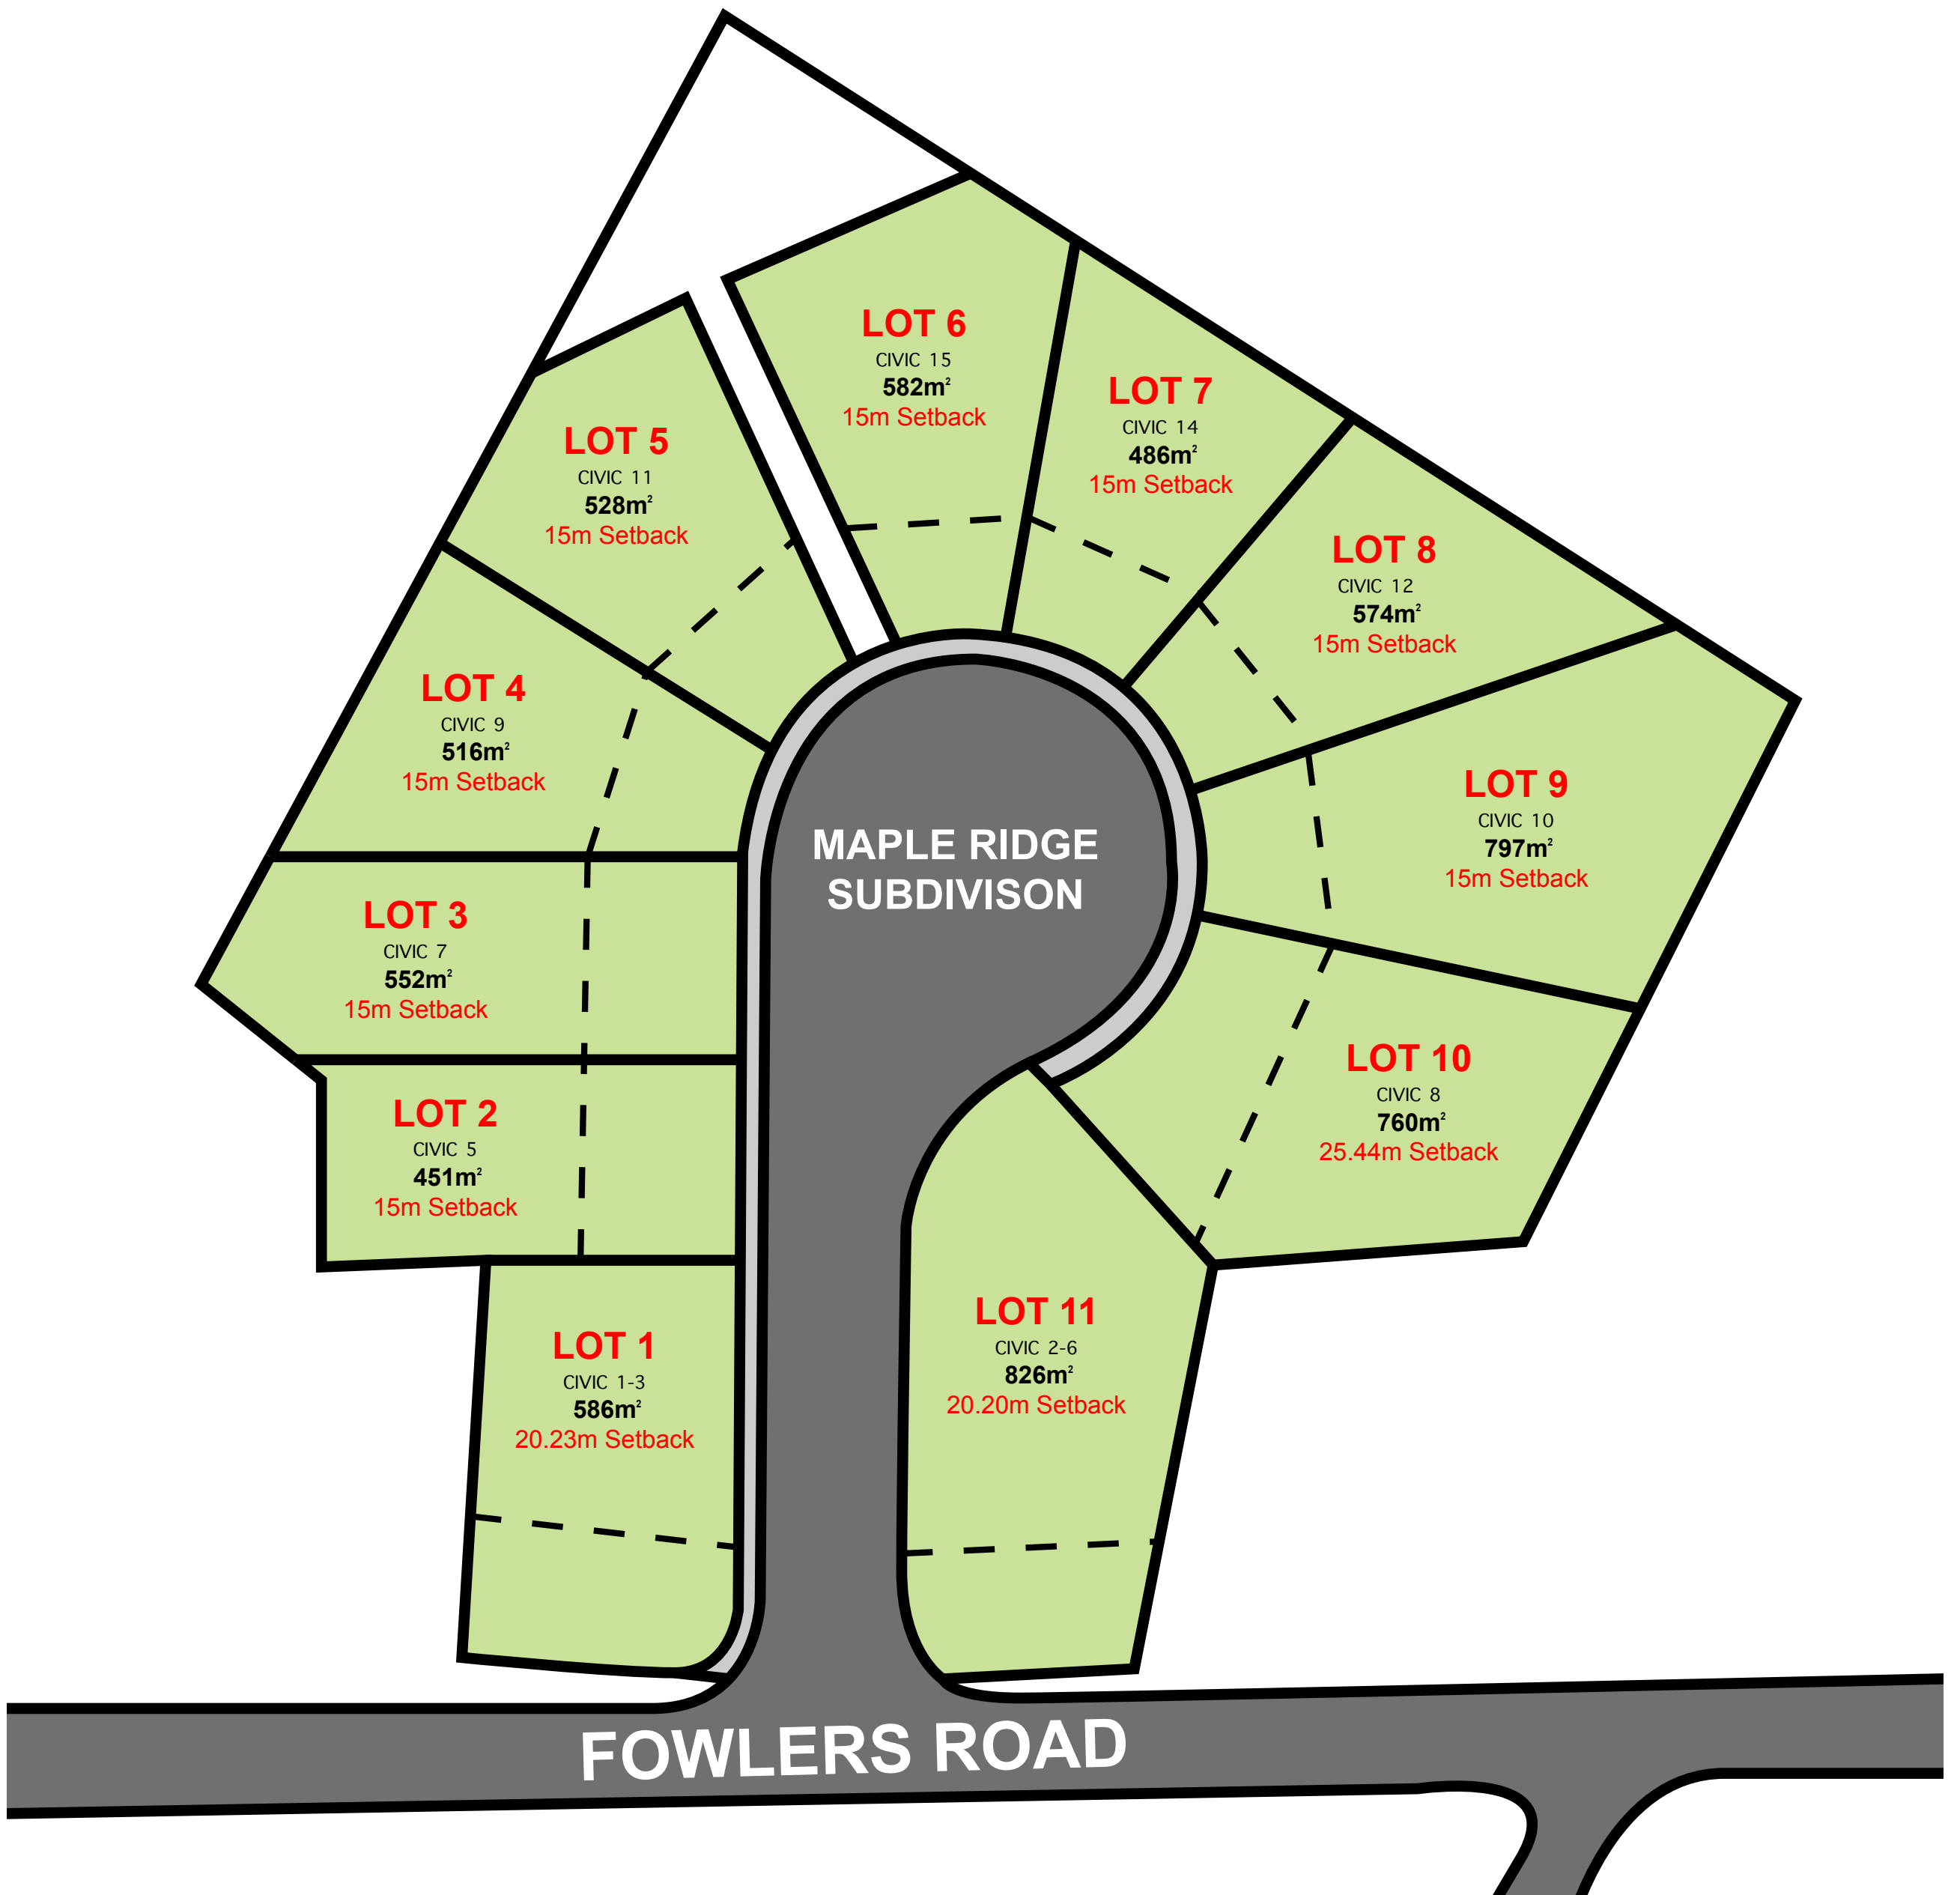 LOT 6
CIVIC 15
582m²
15m Setback
LOT 7
CIVIC 14
486m²
15m Setback
LOT 5
CIVIC 11
528m²
15m Setback
LOT 8
CIVIC 12
574m²
15m Setback
LOT 4
CIVIC 9
516m²
15m Setback
LOT 9
CIVIC 10
797m²
15m Setback
MAPLE RIDGE
SUBDIVISON
LOT 3
CIVIC 7
552m²
15m Setback
LOT 10
CIVIC 8
760m²
25.44m Setback
LOT 2
CIVIC 5
451m²
15m Setback
LOT 11
CIVIC 2-6
826m²
20.20m Setback
LOT 1
CIVIC 1-3
586m²
20.23m Setback
FOWLERS ROAD